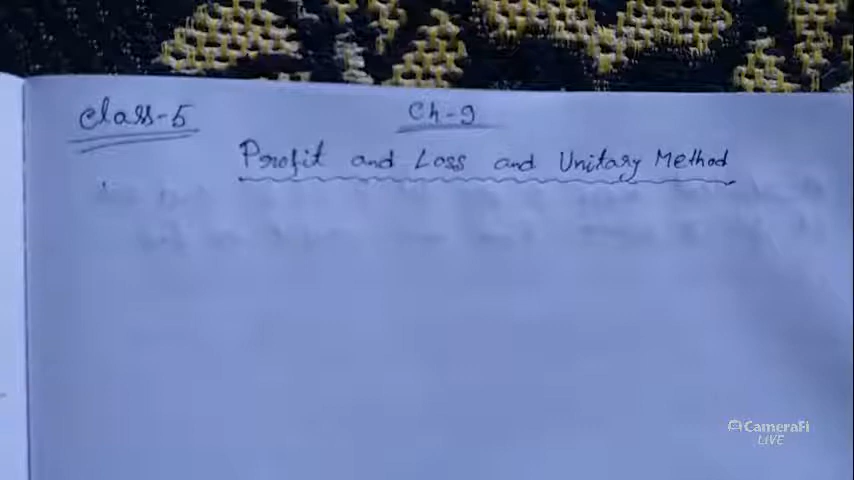 Class-5
Ch-9
Profit and Loss and Unitary Method
CameraFi
LIVE